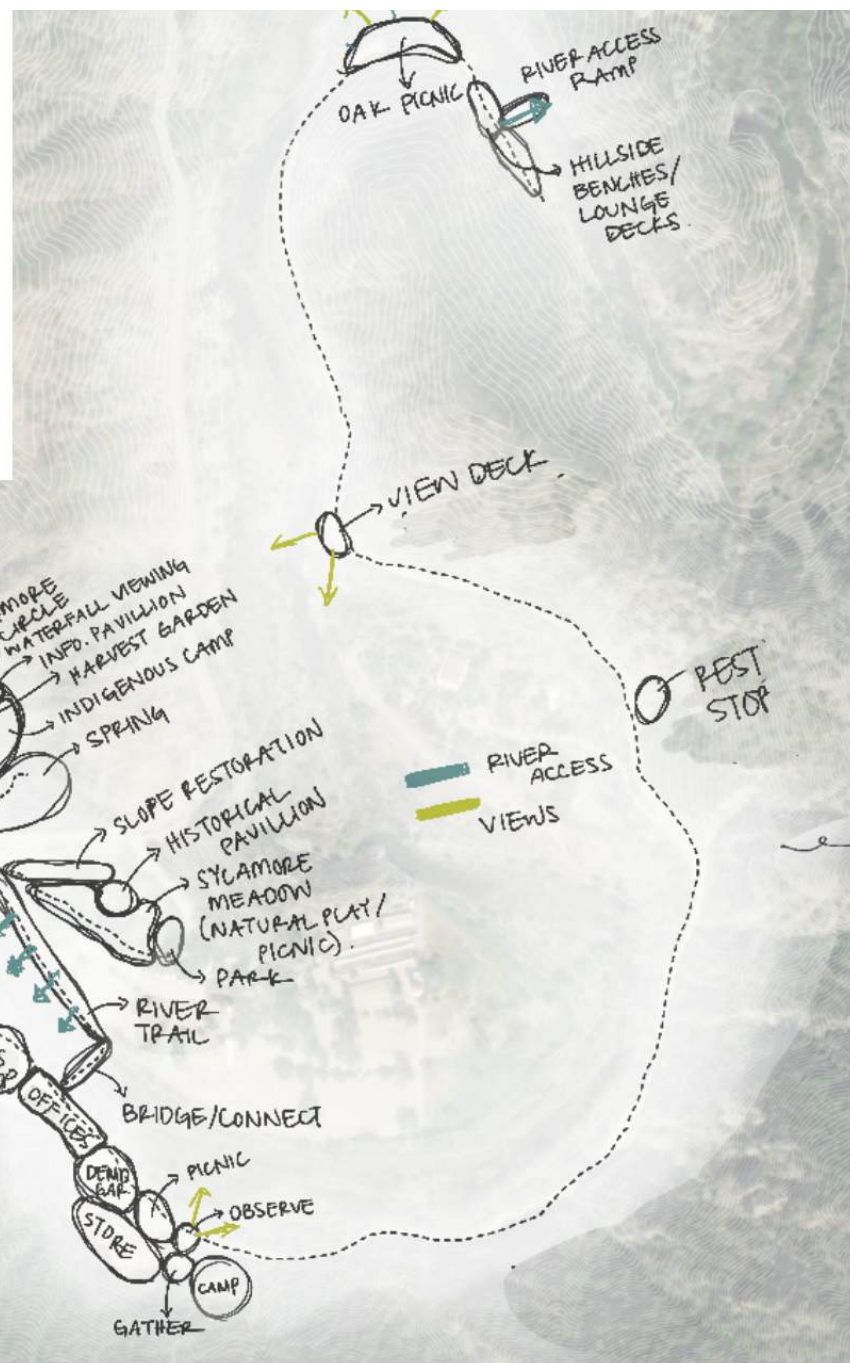 OAK PICNIC
RIVER ACCESS
RAMP
HILLSIDE
BENCHES/
LOUNGE
DECKS.
VIEW DECK
MORE
CIRCLE
WATERFALL VIEWING
INFO. PAVILLION
HARVEST GARDEN
INDIGENOUS CAMP
SPRING
REST
STOP
RIVER
ACCESS
VIEWS
SLOPE RESTORATION
HISTORICAL
PAVILLION
SYCAMORE
MEADOW
(NATURAL PLAY/
PICNIC).
PARK
RIVER
TRAIL
BRIDGE/CONNECT
OFFICES
DEMO
GAR
PICNIC
OBSERVE
STORE
CAMP
GATHER